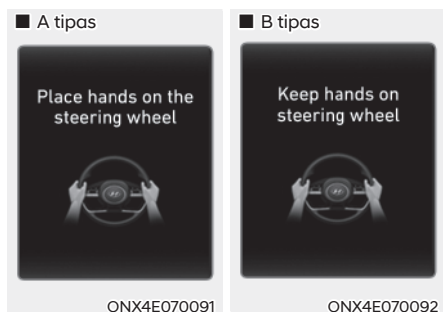 ■ A tipas
Place hands on the
steering wheel
ONX4E070091
■ B tipas
Keep hands on
steering wheel
ONX4E070092